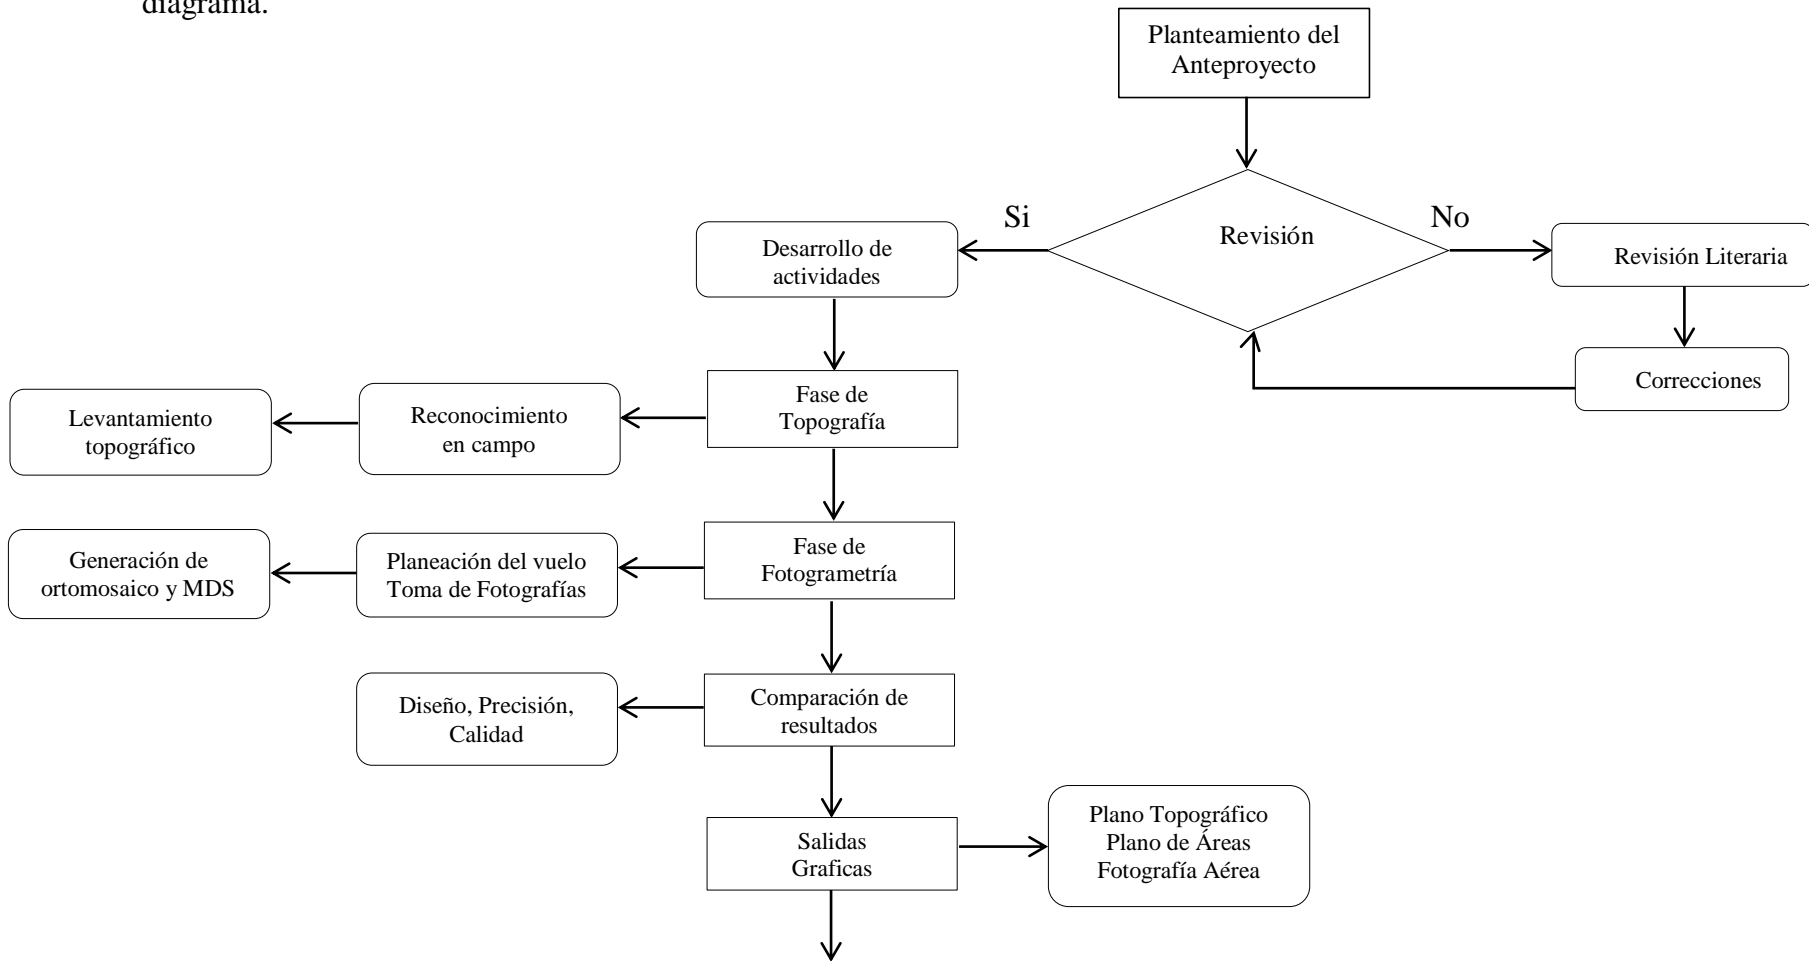 diagrama.
Planteamiento del
Anteproyecto
Si
No
Revisión
Desarrollo de
actividades
Revisión Literaria
Correcciones
Fase de
Topografía
Reconocimiento
en campo
Levantamiento
topográfico
Fase de
Fotogrametría
Planeación del vuelo
Toma de Fotografías
Generación de
ortomosaico y MDS
Comparación de
resultados
Diseño, Precisión,
Calidad
Salidas
Graficas
Plano Topográfico
Plano de Áreas
Fotografía Aérea